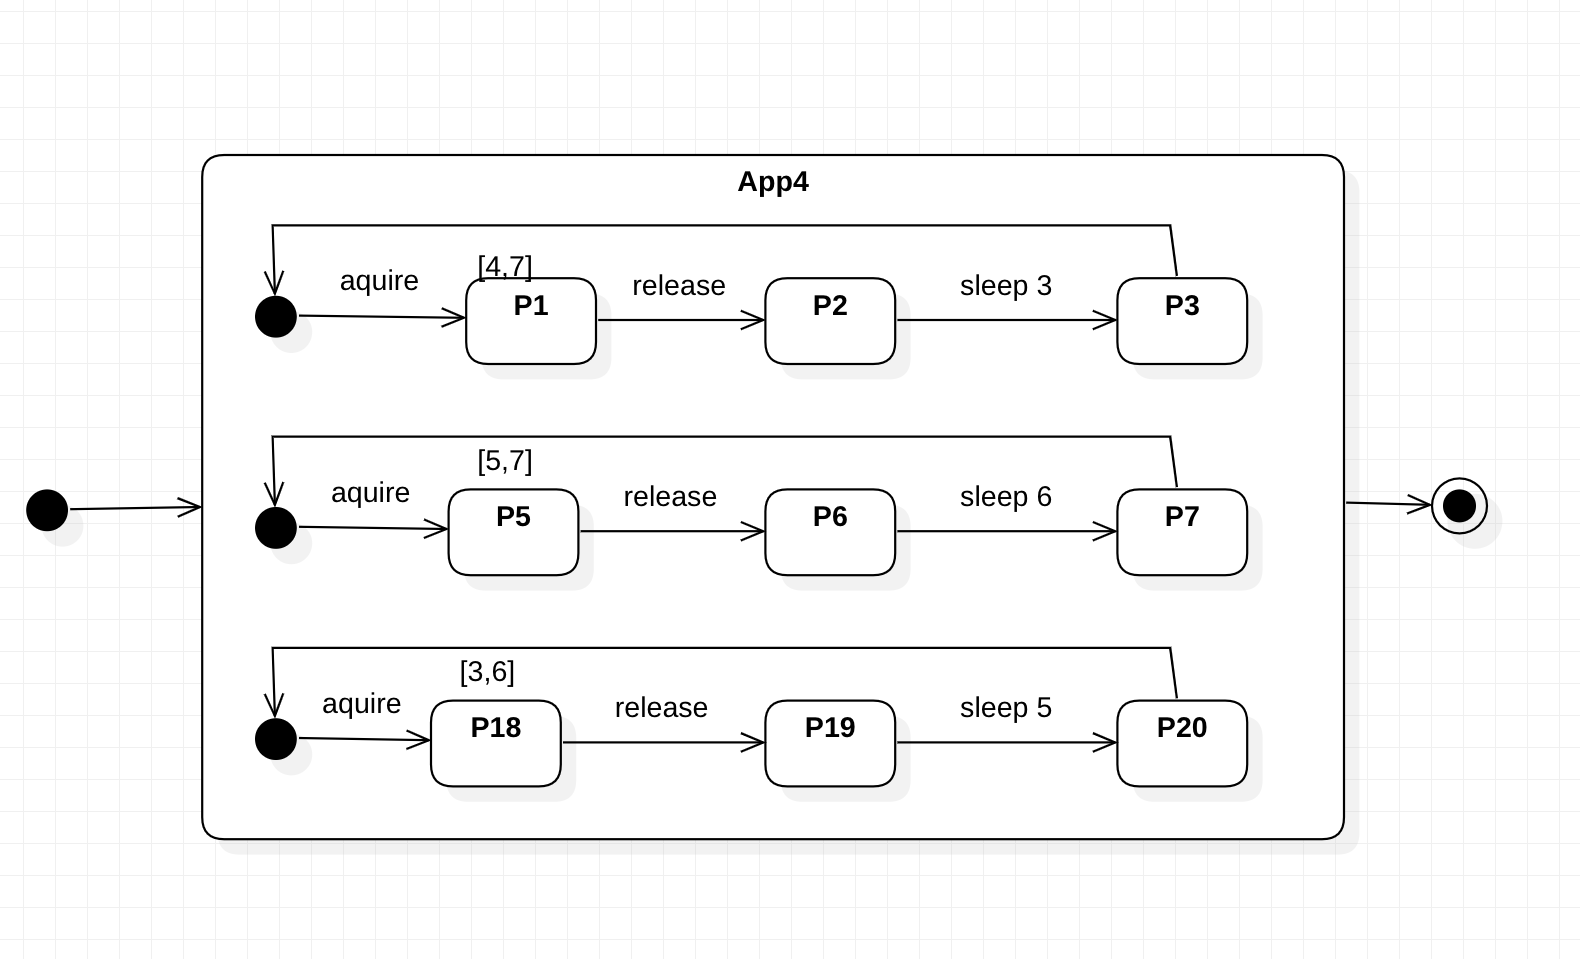 App4
[4,7]
aquire
P1
release
P2
sleep 3
P3
[5,7]
aquire
P5
release
P6
sleep 6
P7
[3,6]
aquire
P18
release
P19
sleep 5
P20